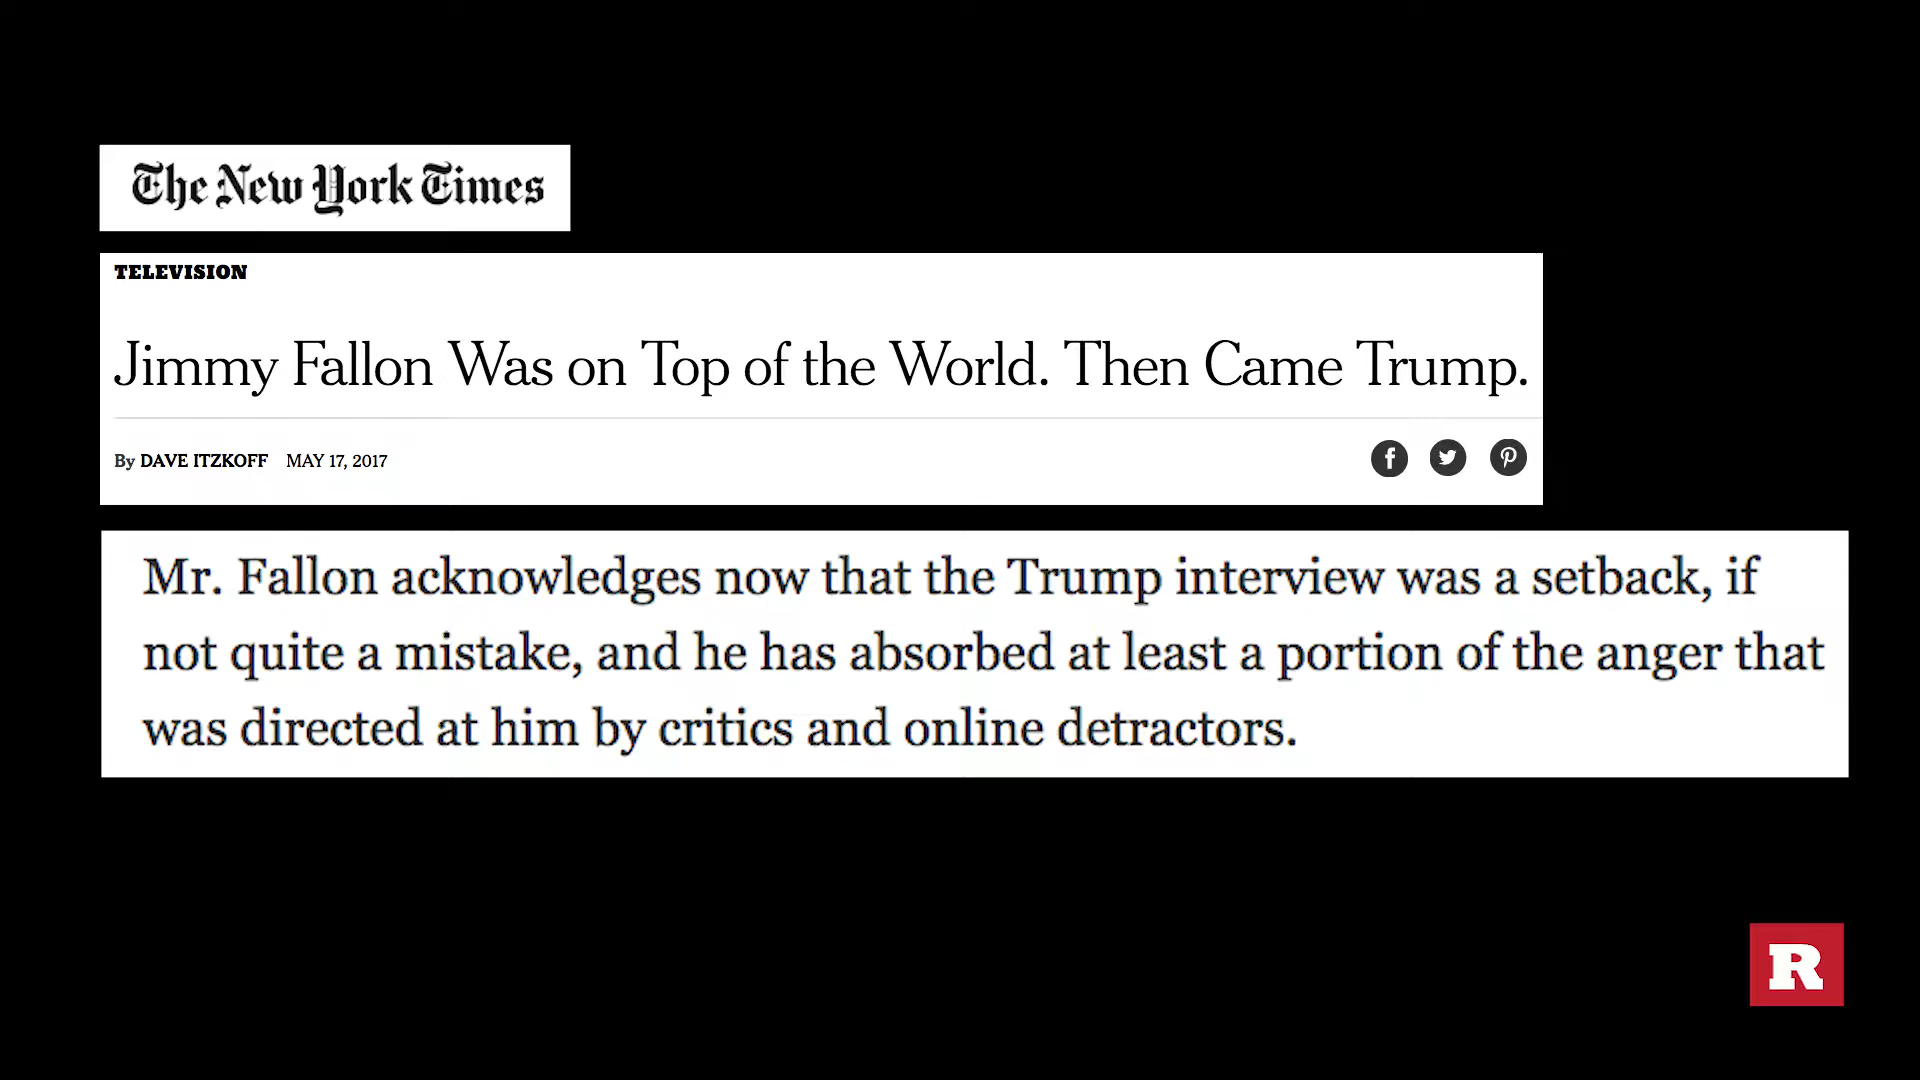 The New York Times
TELEVISION
Jimmy Fallon Was on Top of the World. Then Came Trump.
By DAVE ITZKOFF MAY 17, 2017
Mr. Fallon acknowledges now that the Trump interview was a setback, if
not quite a mistake, and he has absorbed at least a portion of the anger that
was directed at him by critics and online detractors.
R